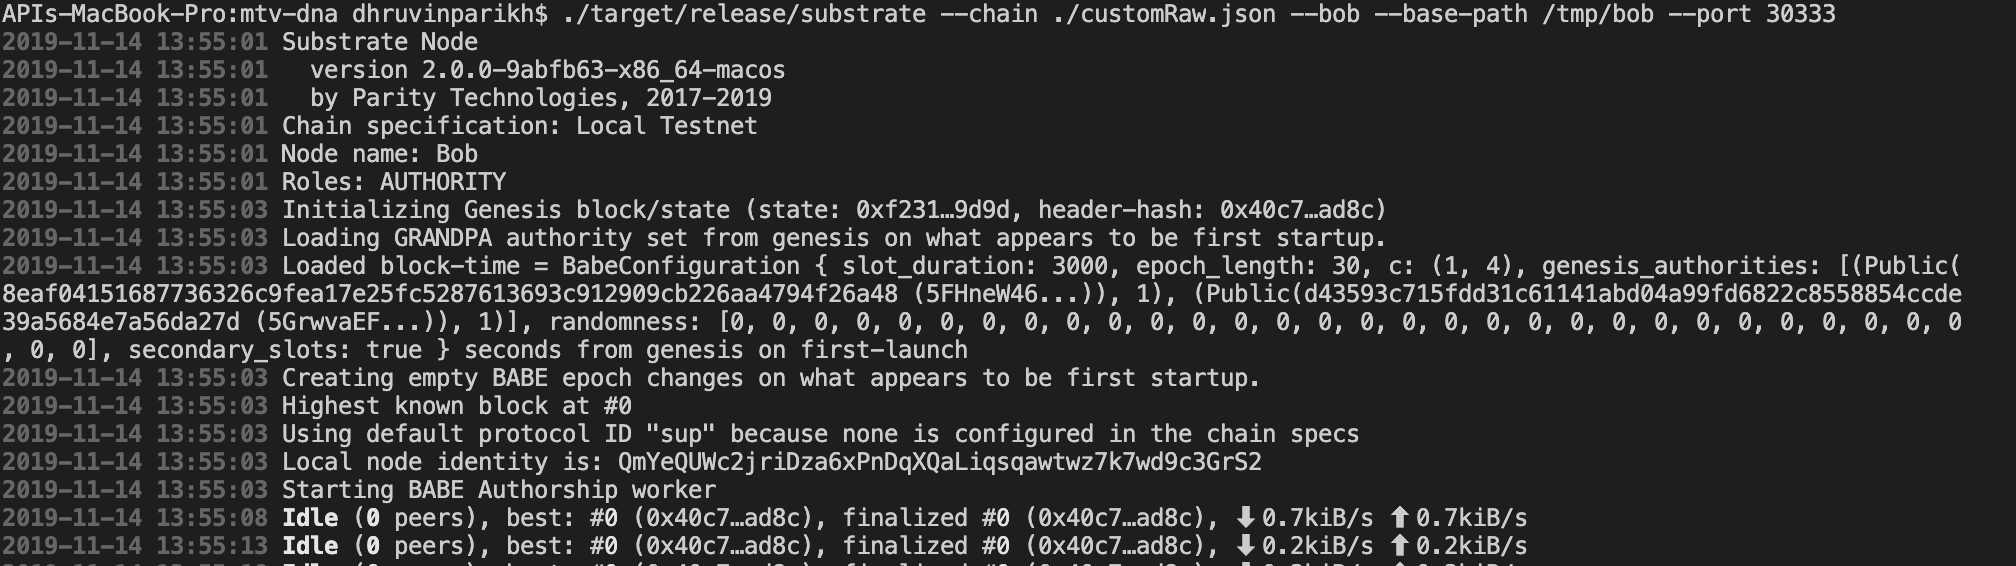 APIs-MacBook-Pro:mtv-dna dhruvinparikh$ ./target/release/substrate --chain ./customRaw.json --bob --base-path /tmp/bob --port 30333
2019-11-14 13:55:01 Substrate Node
2019-11-14 13:55:01   version 2.0.0-9abfb63-x86_64-macos
2019-11-14 13:55:01   by Parity Technologies, 2017-2019
2019-11-14 13:55:01 Chain specification: Local Testnet
2019-11-14 13:55:01 Node name: Bob
2019-11-14 13:55:01 Roles: AUTHORITY
2019-11-14 13:55:03 Initializing Genesis block/state (state: 0xf231…9d9d, header-hash: 0x40c7…ad8c)
2019-11-14 13:55:03 Loading GRANDPA authority set from genesis on what appears to be first startup.
2019-11-14 13:55:03 Loaded block-time = BabeConfiguration { slot_duration: 3000, epoch_length: 30, c: (1, 4), genesis_authorities: [(Public(
8eaf04151687736326c9fea17e25fc5287613693c912909cb226aa4794f26a48 (5FHneW46...)), 1), (Public(d43593c715fdd31c61141abd04a99fd6822c8558854ccde
39a5684e7a56da27d (5GrwvaEF...)), 1)], randomness: [0, 0, 0, 0, 0, 0, 0, 0, 0, 0, 0, 0, 0, 0, 0, 0, 0, 0, 0, 0, 0, 0, 0, 0, 0, 0, 0, 0, 0, 0
, 0, 0], secondary_slots: true } seconds from genesis on first-launch
2019-11-14 13:55:03 Creating empty BABE epoch changes on what appears to be first startup.
2019-11-14 13:55:03 Highest known block at #0
2019-11-14 13:55:03 Using default protocol ID "sup" because none is configured in the chain specs
2019-11-14 13:55:03 Local node identity is: QmYeQUWc2jriDza6xPnDqXQaLiqsqawtwz7k7wd9c3GrS2
2019-11-14 13:55:03 Starting BABE Authorship worker
2019-11-14 13:55:08 Idle (0 peers), best: #0 (0x40c7…ad8c), finalized #0 (0x40c7…ad8c), ⬇ 0.7kiB/s ⬆ 0.7kiB/s
2019-11-14 13:55:13 Idle (0 peers), best: #0 (0x40c7…ad8c), finalized #0 (0x40c7…ad8c), ⬇ 0.2kiB/s ⬆ 0.2kiB/s